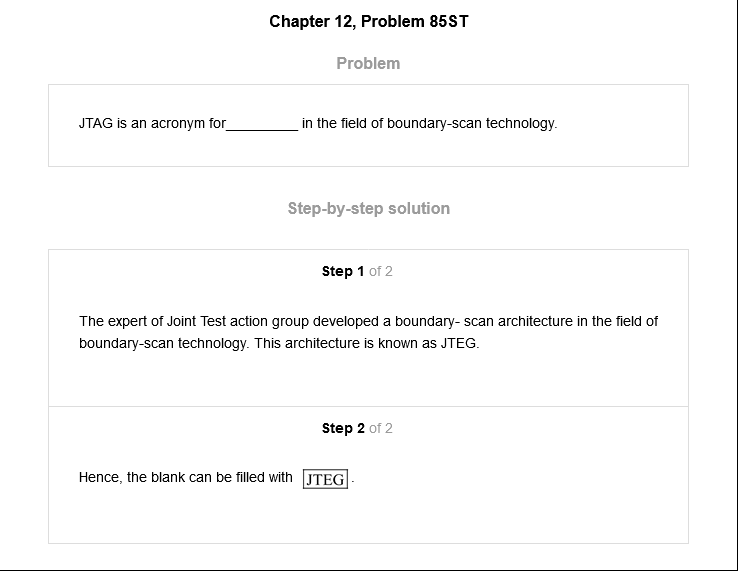 Chapter 12, Problem 85ST
Problem
JTAG is an acronym for_________ in the field of boundary-scan technology.
Step-by-step solution
Step 1 of 2
The expert of Joint Test action group developed a boundary- scan architecture in the field of
boundary-scan technology. This architecture is known as JTEG.
Step 2 of 2
Hence, the blank can be filled with JTEG.